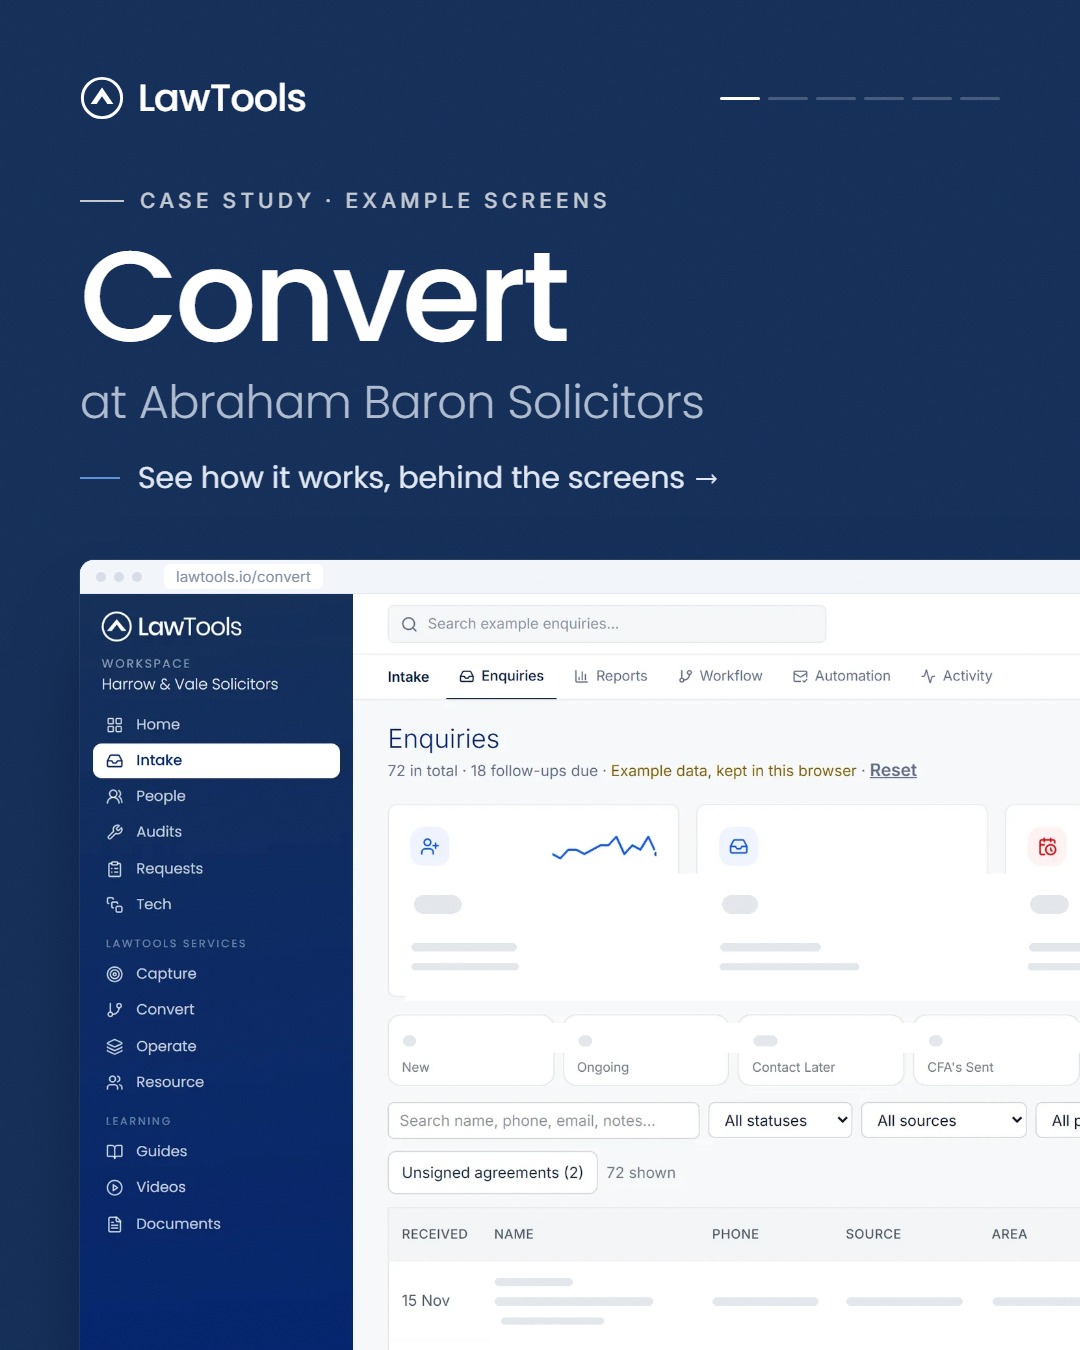 LawTools
CASE STUDY · EXAMPLE SCREENS
Convert
at Abraham Baron Solicitors
See how it works, behind the screens →
lawtools.io/convert
LawTools
WORKSPACE
Harrow & Vale Solicitors
Home
Intake
People
Audits
Requests
Tech
LAWTOOLS SERVICES
Capture
Convert
Operate
Resource
LEARNING
Guides
Videos
Documents
Search example enquiries...
Intake Enquiries Reports Workflow Automation Activity
Enquiries
72 in total · 18 follow-ups due · Example data, kept in this browser · Reset
New Ongoing Contact Later CFA's Sent
Search name, phone, email, notes... All statuses All sources All p
Unsigned agreements (2) 72 shown
RECEIVED NAME PHONE SOURCE AREA
15 Nov